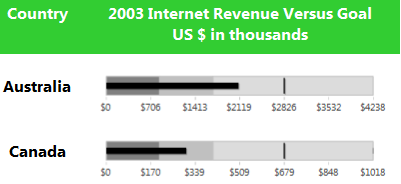 Country 2003 Internet Revenue Versus Goal
US $ in thousands
Australia
$0 $706 $1413 $2119 $2826 $3532 $4238
Canada
$0 $170 $339 $509 $679 $848 $1018